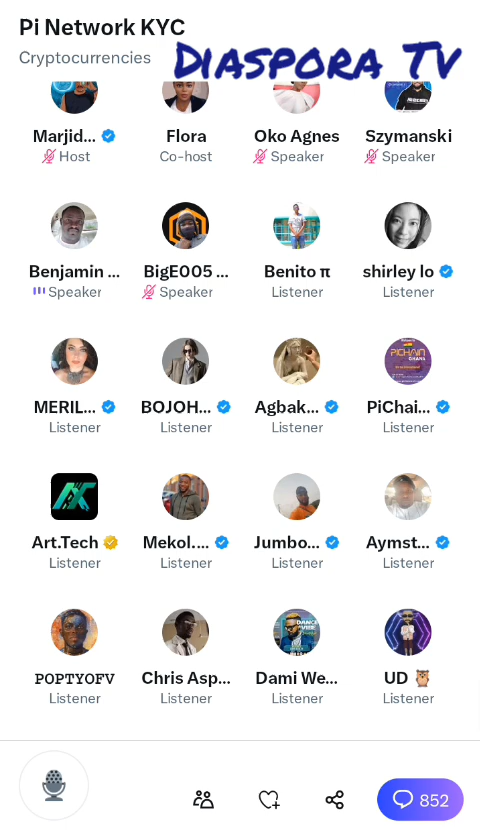 Pi Network KYC
Cryptocurrencies
DIASPORA TV
Marjid... Flora Oko Agnes Szymanski
Host Co-host Speaker Speaker
Benjamin ... BigE005 ... Benito π shirley lo
Speaker Speaker Listener Listener
MERIL... BOJOH... Agbak... PiChai...
Listener Listener Listener Listener
Art.Tech Mekol.... Jumbo... Aymst...
Listener Listener Listener Listener
POPTYOFV Chris Asp... Dami We... UD 🦉
Listener Listener Listener Listener
852